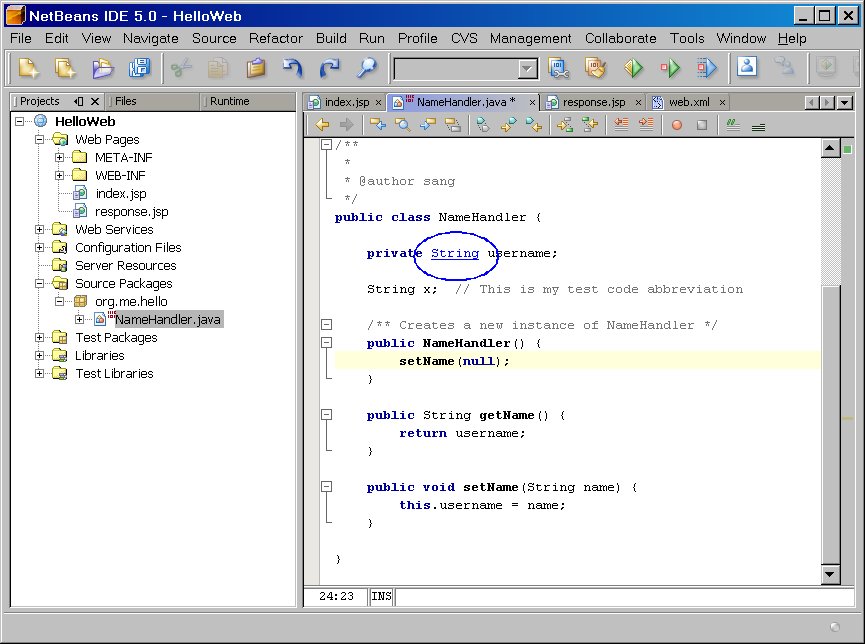 NetBeans IDE 5.0 - HelloWeb
File Edit View Navigate Source Refactor Build Run Profile CVS Management Collaborate Tools Window Help
Projects
Files
Runtime
HelloWeb
Web Pages
META-INF
WEB-INF
index.jsp
response.jsp
Web Services
Configuration Files
Server Resources
Source Packages
org.me.hello
NameHandler.java
Test Packages
Libraries
Test Libraries
index.jsp
NameHandler.java *
response.jsp
web.xml
/**
*
* @author sang
*/
public class NameHandler {
private String username;
String x; // This is my test code abbreviation
/** Creates a new instance of NameHandler */
public NameHandler() {
setName(null);
}
public String getName() {
return username;
}
public void setName(String name) {
this.username = name;
}
}
24:23 INS